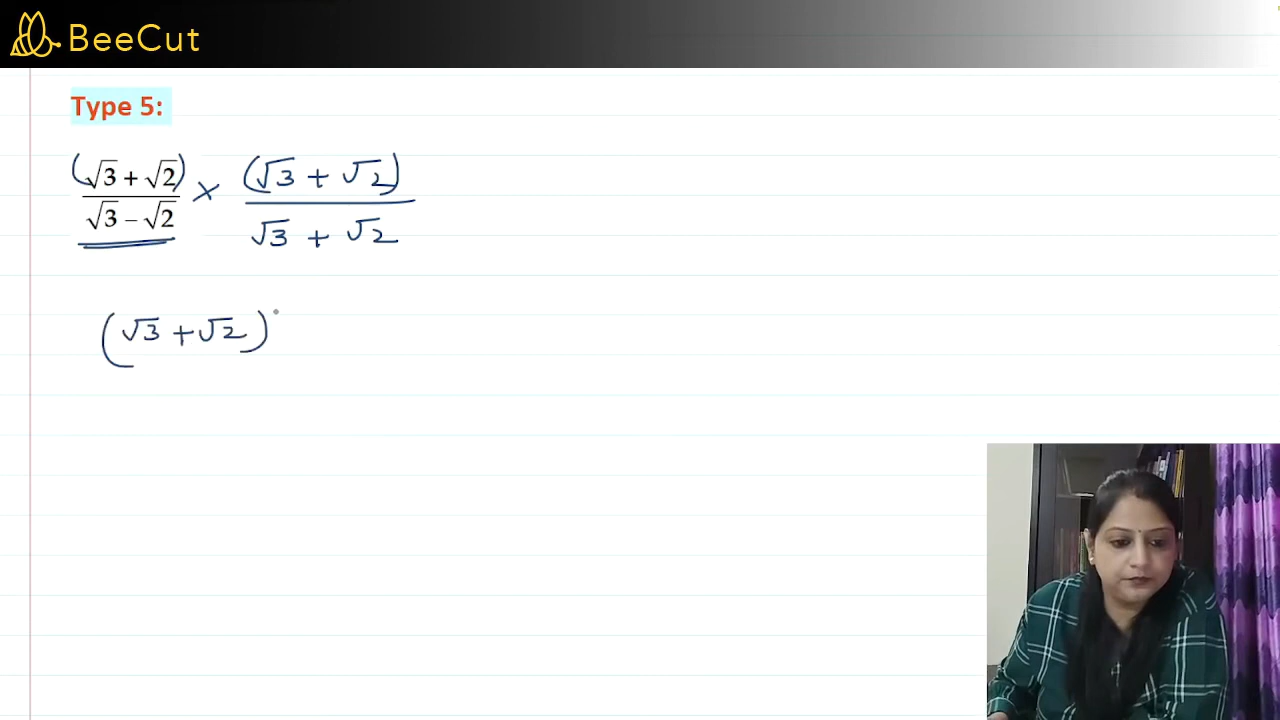 BeeCut
Type 5:
(√3 + √2) / (√3 − √2) × (√3 + √2) / (√3 + √2)
(√3 + √2)